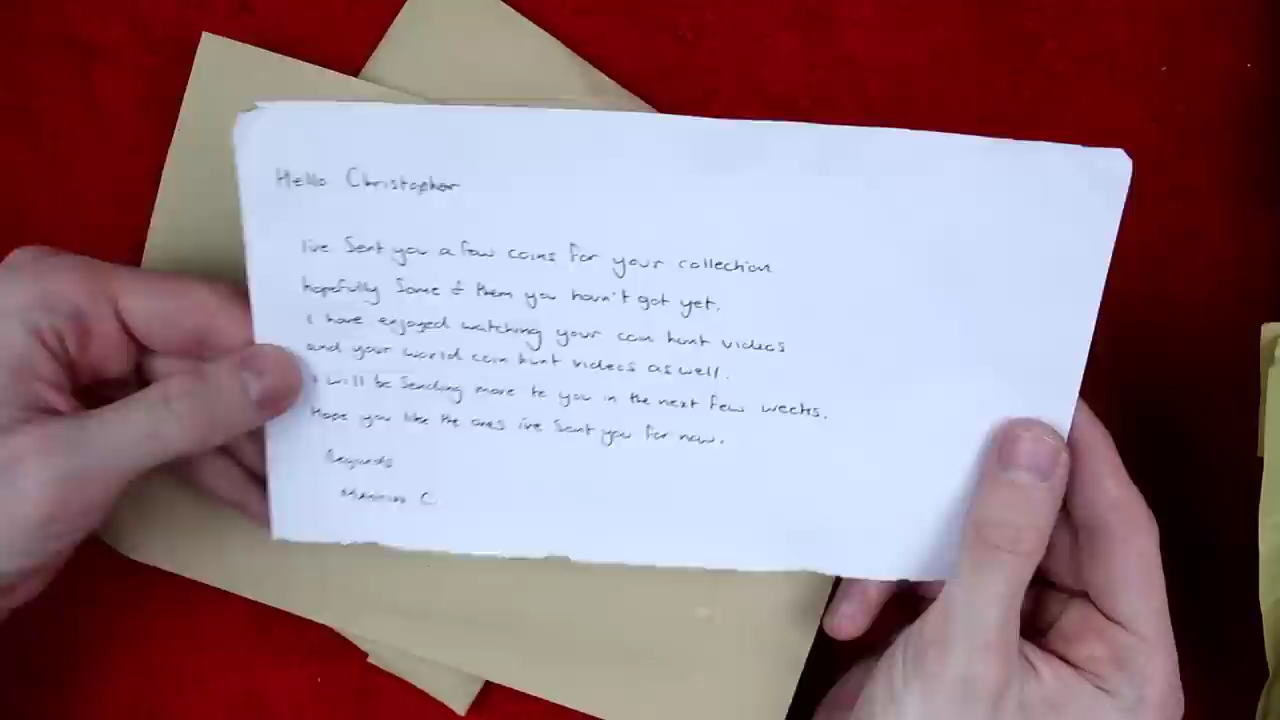 Hello Christopher
I've Sent you a few coins for your collection
hopefully Some of them you havn't got yet.
I have enjoyed watching your coin hunt videos
and your world coin hunt videos as well.
I will be Sending more to you in the next few weeks.
Hope you like the ones i've Sent you for now.
Regards
C